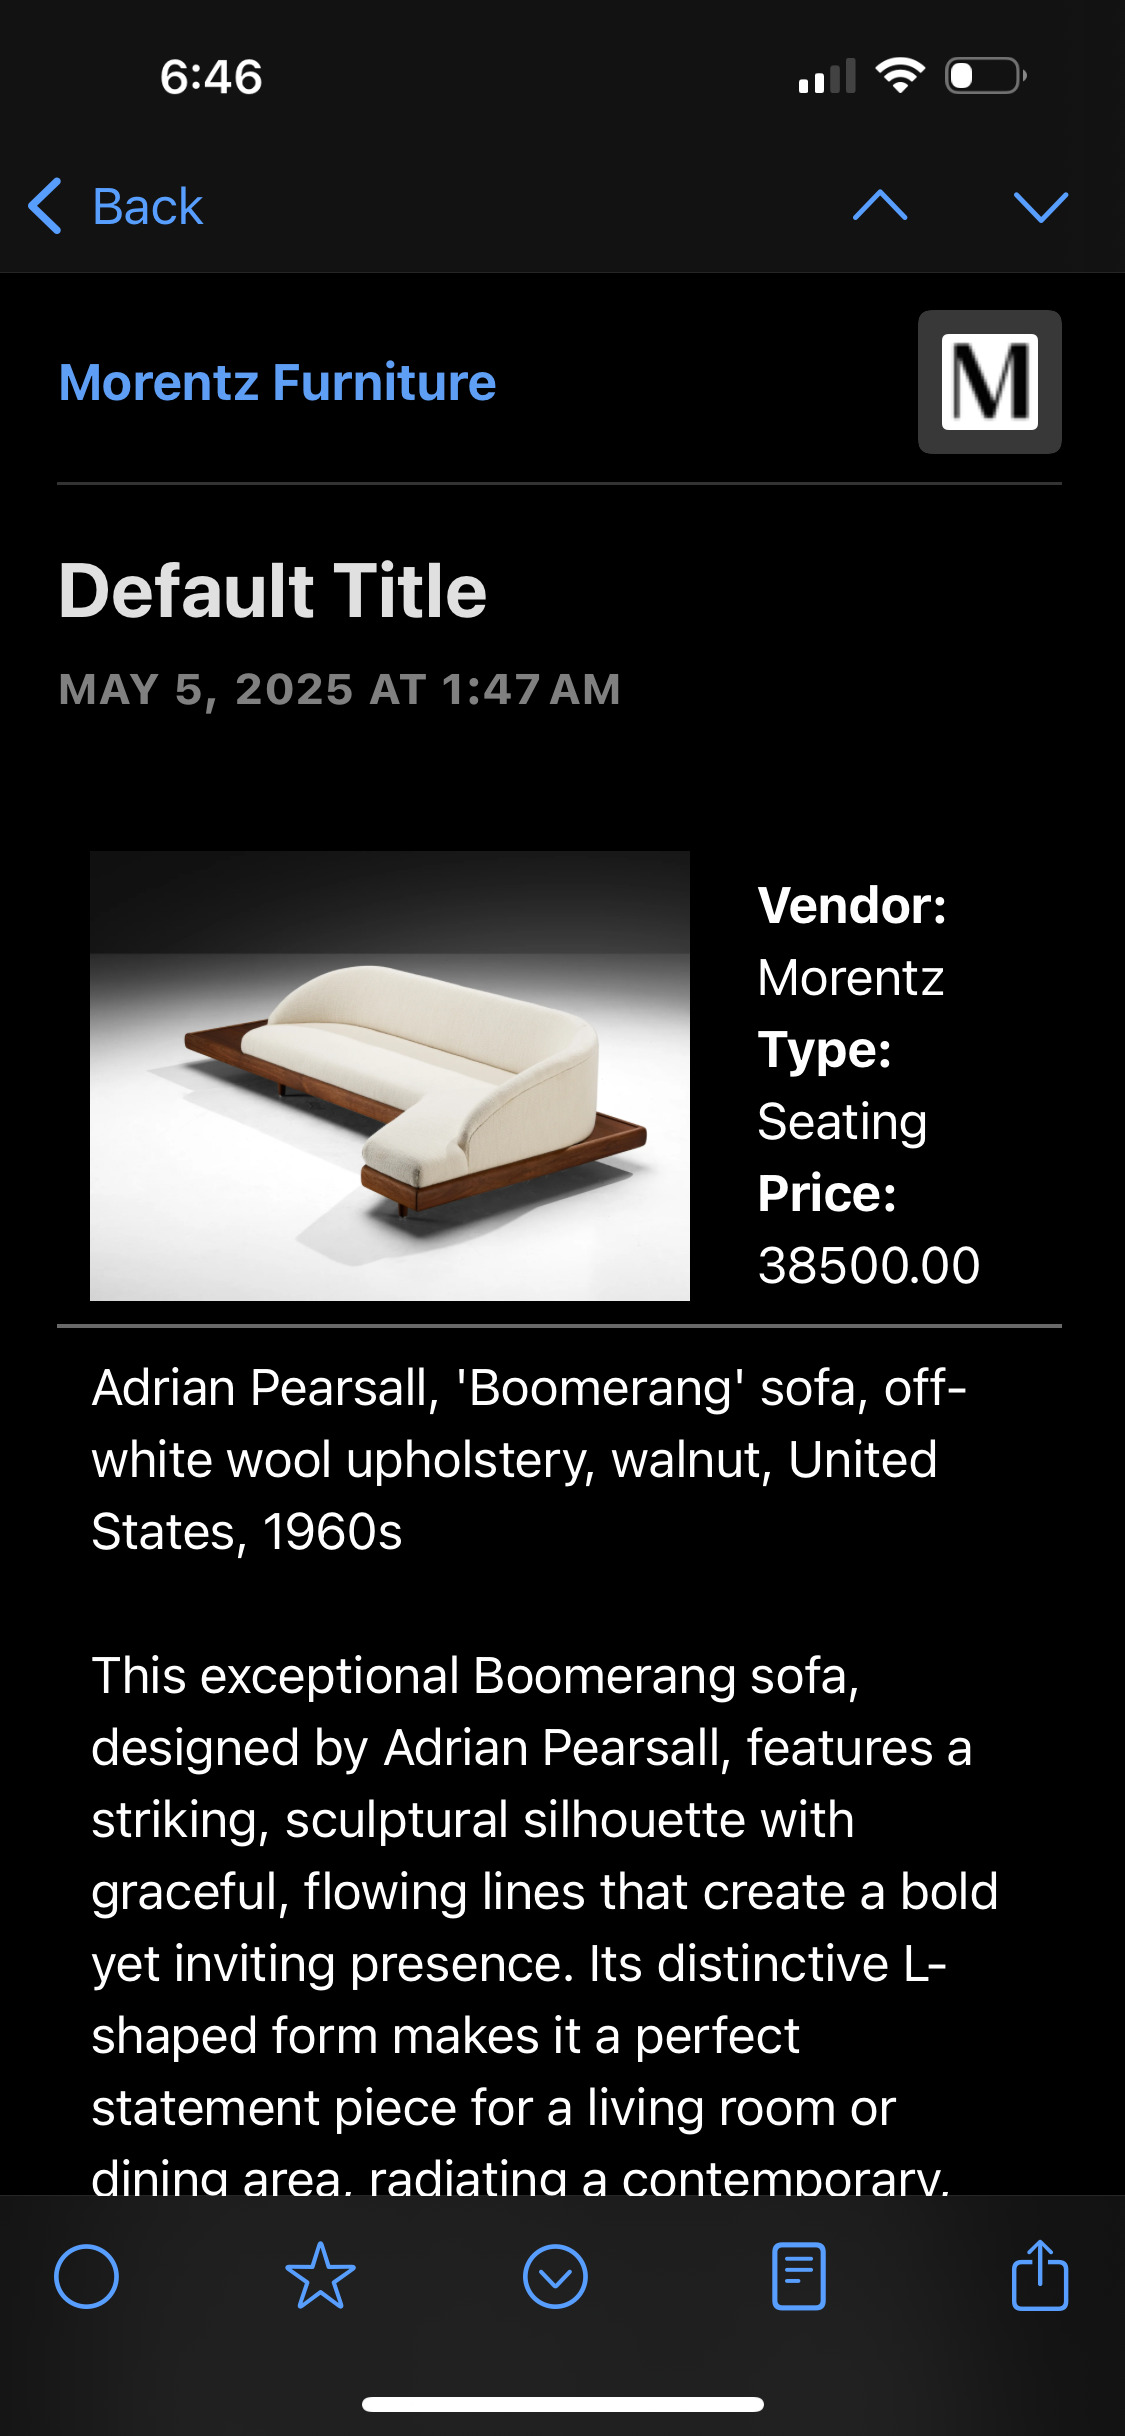 6:46
Back
Morentz Furniture
M
Default Title
MAY 5, 2025 AT 1:47 AM
Vendor:
Morentz
Type:
Seating
Price:
38500.00
Adrian Pearsall, 'Boomerang' sofa, off-
white wool upholstery, walnut, United
States, 1960s
This exceptional Boomerang sofa,
designed by Adrian Pearsall, features a
striking, sculptural silhouette with
graceful, flowing lines that create a bold
yet inviting presence. Its distinctive L-
shaped form makes it a perfect
statement piece for a living room or
dining area, radiating a contemporary,